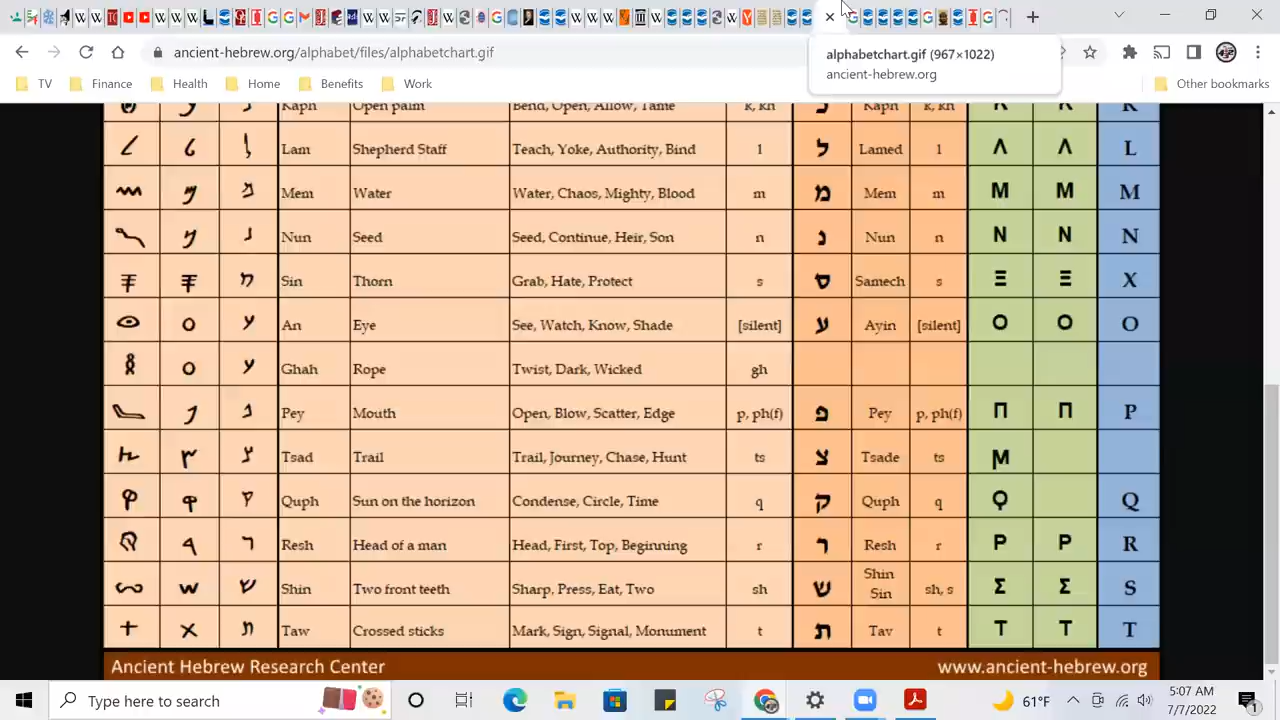 ancient-hebrew.org/alphabet/files/alphabetchart.gif
alphabetchart.gif (967×1022)
ancient-hebrew.org
TV Finance Health Home Benefits Work Other bookmarks
Kaph Open palm Bend, Open, Allow, Tame k, kh כ Kaph k, kh K
Lam Shepherd Staff Teach, Yoke, Authority, Bind l ל Lamed l Λ Λ L
Mem Water Water, Chaos, Mighty, Blood m מ Mem m M M M
Nun Seed Seed, Continue, Heir, Son n נ Nun n N N N
Sin Thorn Grab, Hate, Protect s ס Samech s Ξ Ξ X
An Eye See, Watch, Know, Shade [silent] ע Ayin [silent] O O O
Ghah Rope Twist, Dark, Wicked gh
Pey Mouth Open, Blow, Scatter, Edge p, ph(f) פ Pey p, ph(f) Π Π P
Tsad Trail Trail, Journey, Chase, Hunt ts צ Tsade ts
Quph Sun on the horizon Condense, Circle, Time q ק Quph q Ϙ Q
Resh Head of a man Head, First, Top, Beginning r ר Resh r P P R
Shin Two front teeth Sharp, Press, Eat, Two sh ש Shin Sin sh, s Σ Σ S
Taw Crossed sticks Mark, Sign, Signal, Monument t ת Tav t T T T
Ancient Hebrew Research Center www.ancient-hebrew.org
Type here to search 61°F 5:07 AM
7/7/2022